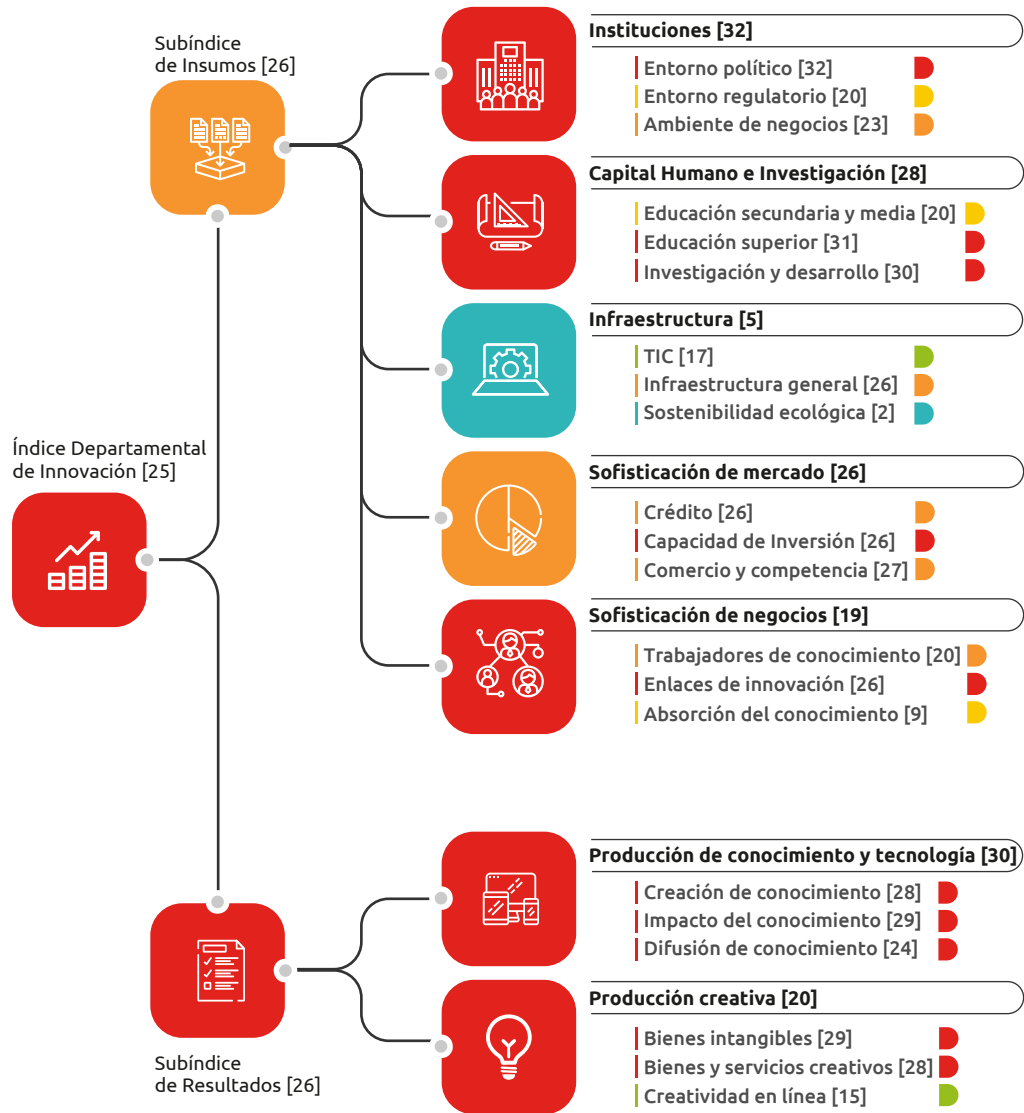 Subíndice
de Insumos [26]
Instituciones [32]
Entorno político [32]
Entorno regulatorio [20]
Ambiente de negocios [23]
Capital Humano e Investigación [28]
Educación secundaria y media [20]
Educación superior [31]
Investigación y desarrollo [30]
Infraestructura [5]
TIC [17]
Infraestructura general [26]
Sostenibilidad ecológica [2]
Índice Departamental
de Innovación [25]
Sofisticación de mercado [26]
Crédito [26]
Capacidad de Inversión [26]
Comercio y competencia [27]
Sofisticación de negocios [19]
Trabajadores de conocimiento [20]
Enlaces de innovación [26]
Absorción del conocimiento [9]
Producción de conocimiento y tecnología [30]
Creación de conocimiento [28]
Impacto del conocimiento [29]
Difusión de conocimiento [24]
Producción creativa [20]
Bienes intangibles [29]
Bienes y servicios creativos [28]
Creatividad en línea [15]
Subíndice
de Resultados [26]